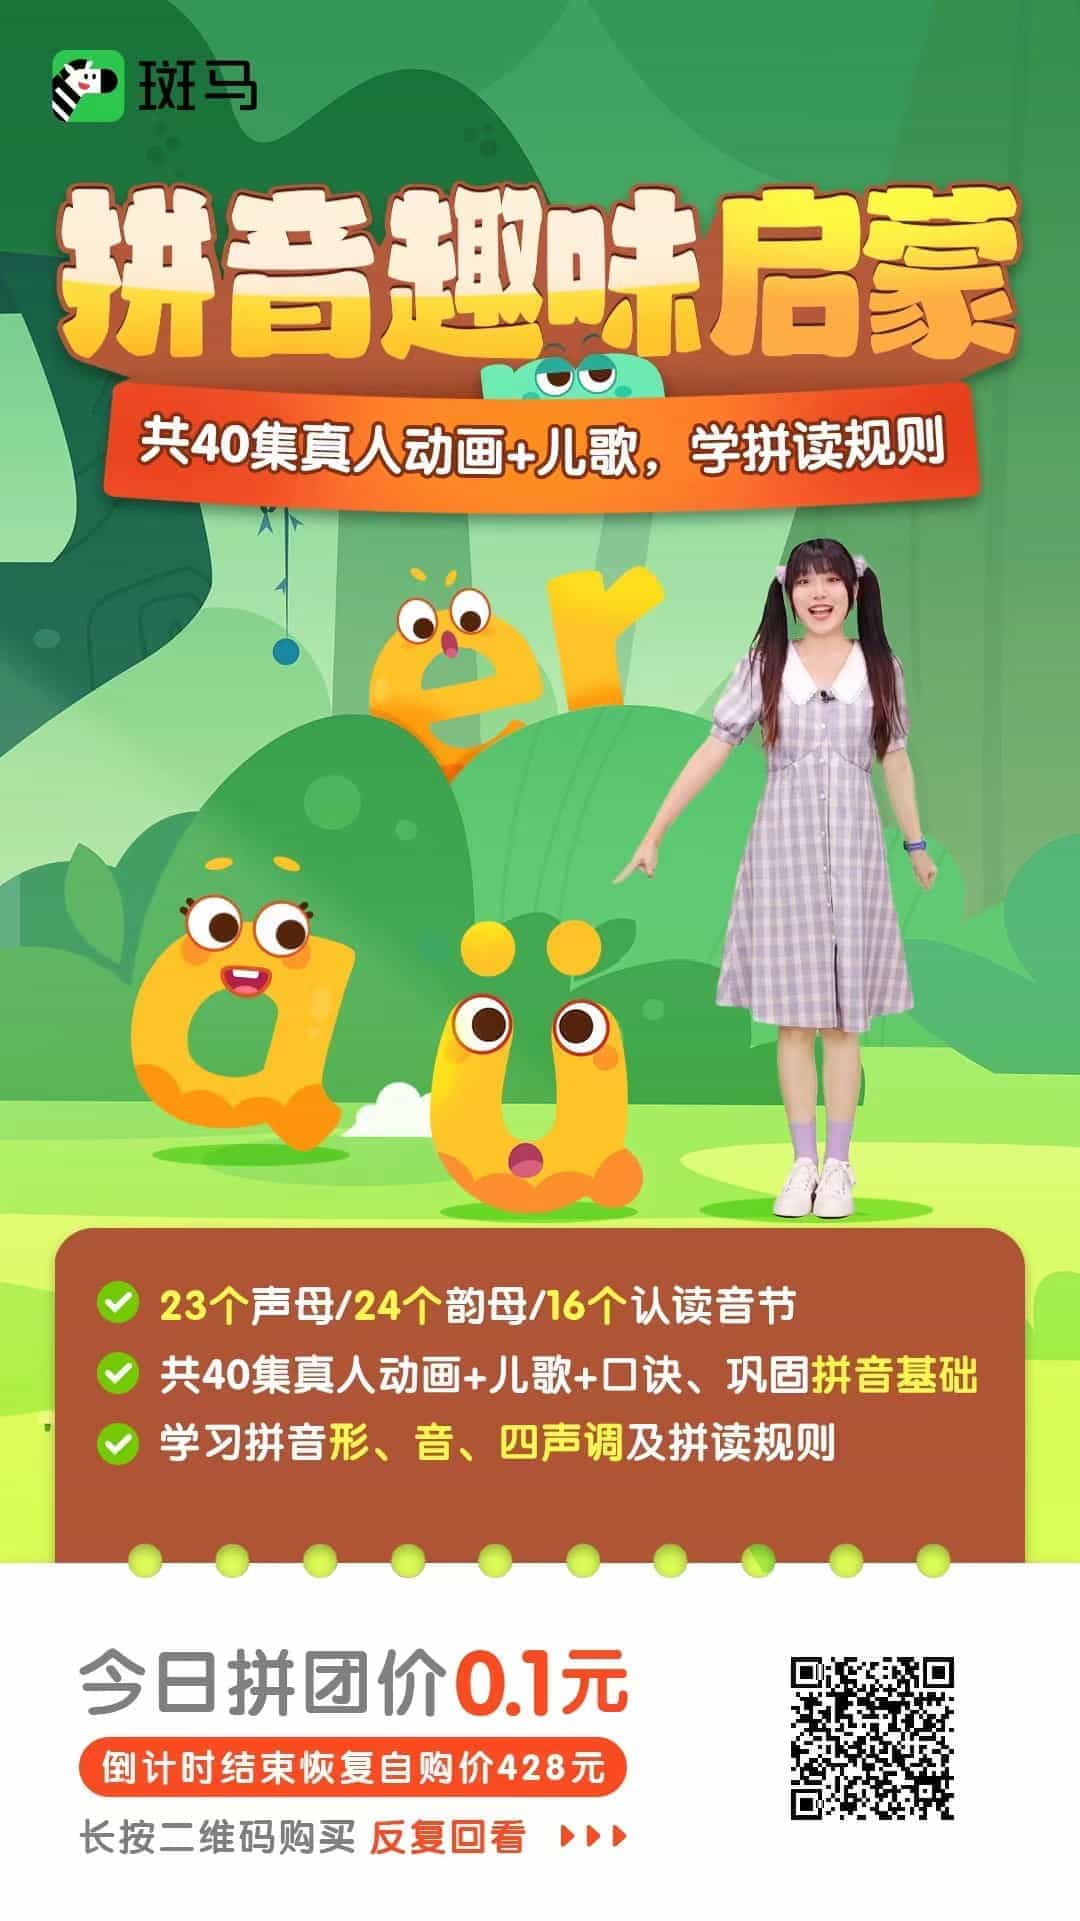 斑马
拼音趣味启蒙
共40集真人动画+儿歌，学拼读规则
er
a
ü
23个声母/24个韵母/16个认读音节
共40集真人动画+儿歌+口诀、巩固拼音基础
学习拼音形、音、四声调及拼读规则
今日拼团价0.1元
倒计时结束恢复自购价428元
长按二维码购买 反复回看